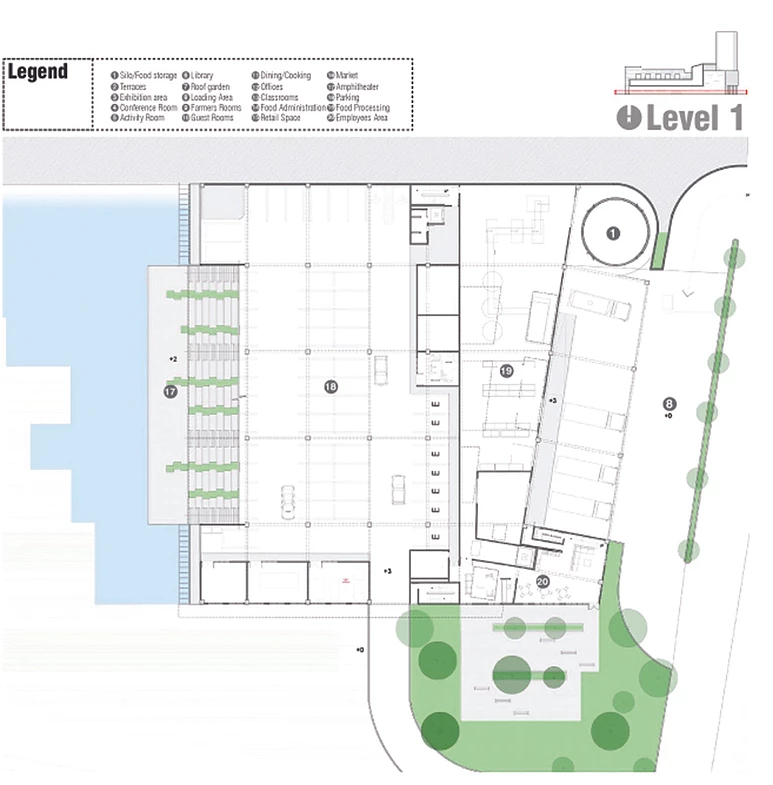 Legend
1 Silo/Food storage 6 Library 11 Dining/Cooking 16 Market
2 Terraces 7 Roof garden 12 Offices 17 Amphitheater
3 Exhibition area 8 Loading Area 13 Classrooms 18 Parking
4 Conference Room 9 Farmers Rooms 14 Food Administration 19 Food Processing
5 Activity Room 10 Guest Rooms 15 Retail Space 20 Employees Area
Level 1
1
+2
17
18
19
+3
8
+0
+3
20
+0